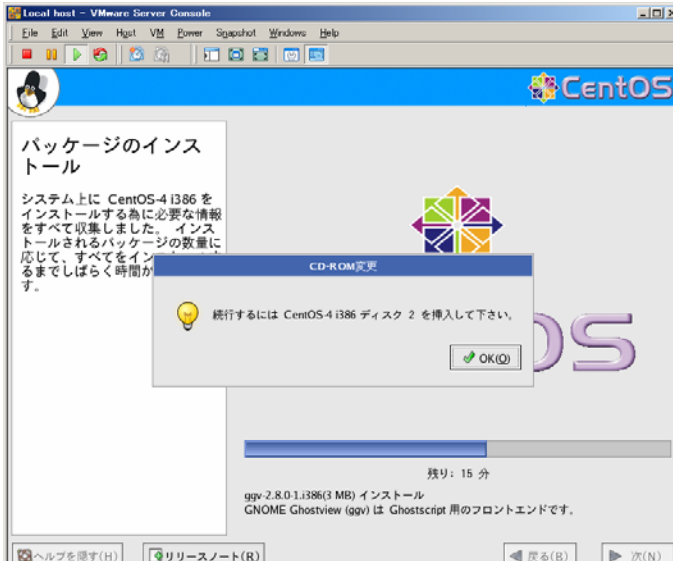 Local host - VMware Server Console
File Edit View Host VM Power Snapshot Windows Help
CentOS
パッケージのインス
トール
システム上に CentOS-4 i386 を
インストールする為に必要な情報
をすべて収集しました。 インス
トールされるパッケージの数量に
応じて、すべてをイン
るまでしばらく時間か
す。
CD-ROM変更
続行するには CentOS-4 i386 ディスク 2 を挿入して下さい。
OK(O)
OS
残り: 15 分
ggv-2.8.0-1.i386(3 MB) インストール
GNOME Ghostview (ggv) は Ghostscript 用のフロントエンドです。
ヘルプを隠す(H)
リリースノート(R)
戻る(B)
次(N)